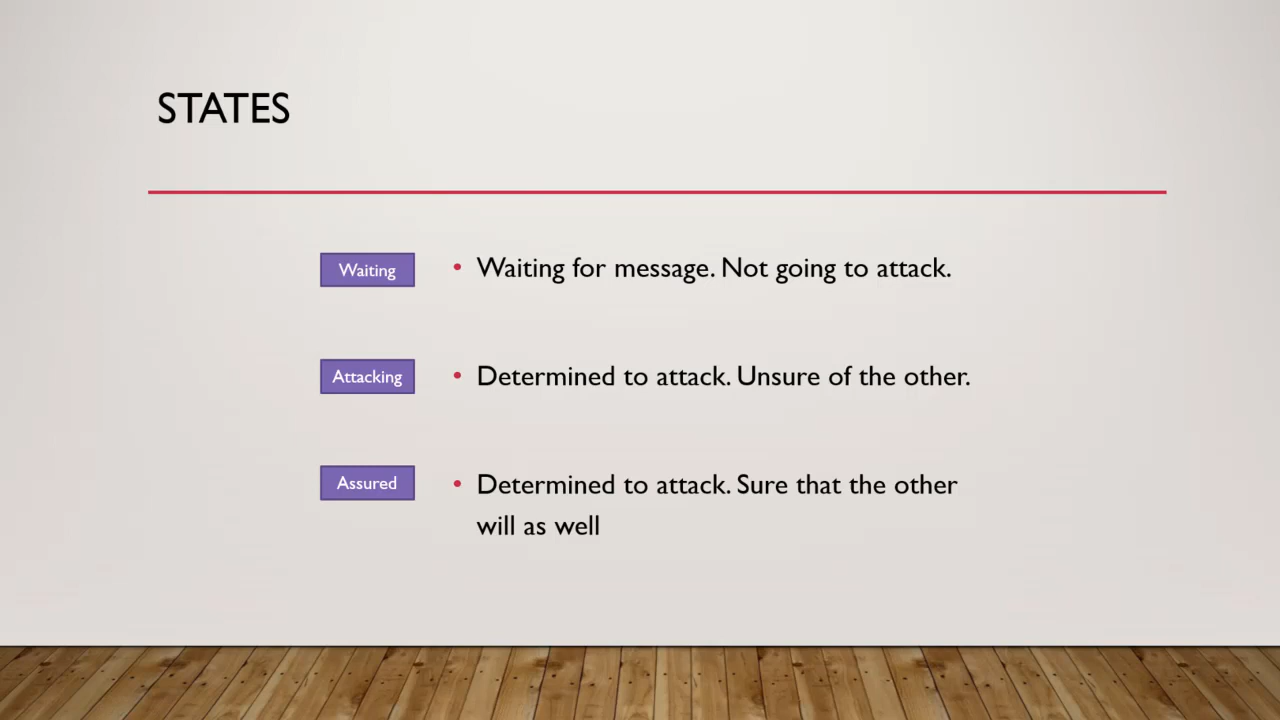 STATES
Waiting
• Waiting for message. Not going to attack.
Attacking
• Determined to attack. Unsure of the other.
Assured
• Determined to attack. Sure that the other
will as well